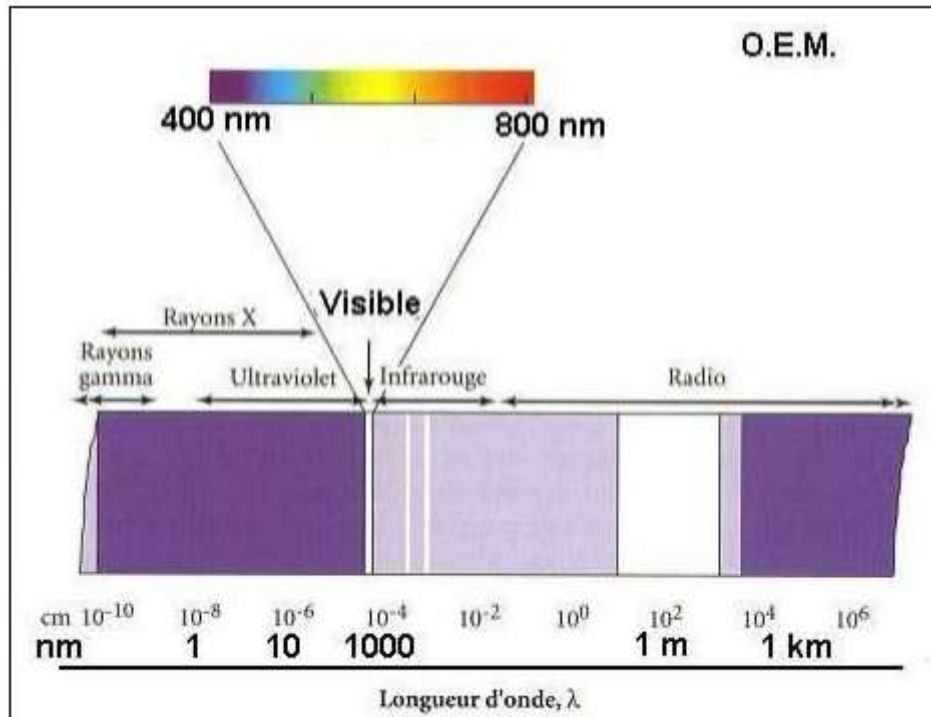 O.E.M.
400 nm 800 nm
Visible
Rayons X
Rayons
gamma
Ultraviolet Infrarouge Radio
cm 10⁻¹⁰ 10⁻⁸ 10⁻⁶ 10⁻⁴ 10⁻² 10⁰ 10² 10⁴ 10⁶
nm 1 10 1000 1 m 1 km
Longueur d'onde, λ